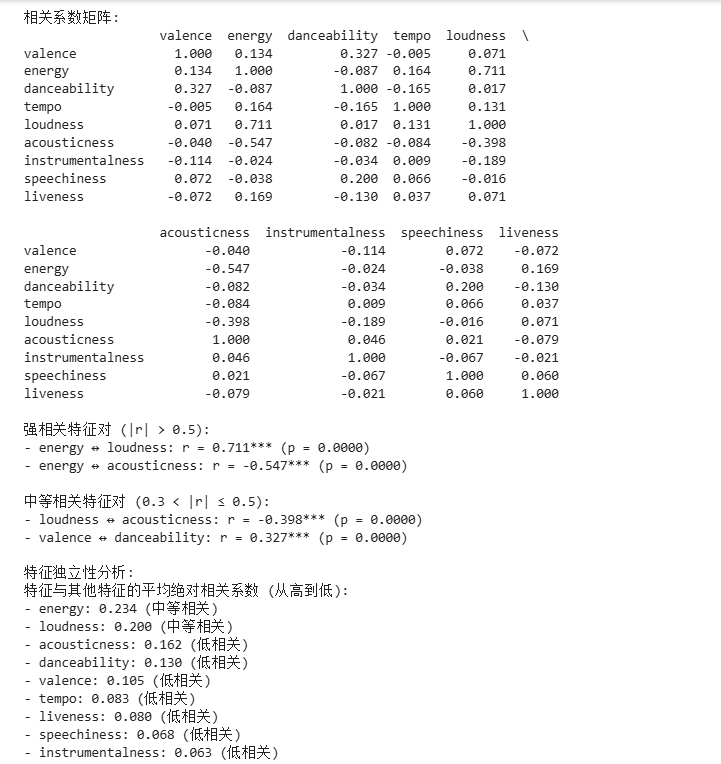 相关系数矩阵:
valence energy danceability tempo loudness \
valence 1.000 0.134 0.327 -0.005 0.071
energy 0.134 1.000 -0.087 0.164 0.711
danceability 0.327 -0.087 1.000 -0.165 0.017
tempo -0.005 0.164 -0.165 1.000 0.131
loudness 0.071 0.711 0.017 0.131 1.000
acousticness -0.040 -0.547 -0.082 -0.084 -0.398
instrumentalness -0.114 -0.024 -0.034 0.009 -0.189
speechiness 0.072 -0.038 0.200 0.066 -0.016
liveness -0.072 0.169 -0.130 0.037 0.071
acousticness instrumentalness speechiness liveness
valence -0.040 -0.114 0.072 -0.072
energy -0.547 -0.024 -0.038 0.169
danceability -0.082 -0.034 0.200 -0.130
tempo -0.084 0.009 0.066 0.037
loudness -0.398 -0.189 -0.016 0.071
acousticness 1.000 0.046 0.021 -0.079
instrumentalness 0.046 1.000 -0.067 -0.021
speechiness 0.021 -0.067 1.000 0.060
liveness -0.079 -0.021 0.060 1.000
强相关特征对 (|r| > 0.5):
- energy ↔ loudness: r = 0.711*** (p = 0.0000)
- energy ↔ acousticness: r = -0.547*** (p = 0.0000)
中等相关特征对 (0.3 < |r| ≤ 0.5):
- loudness ↔ acousticness: r = -0.398*** (p = 0.0000)
- valence ↔ danceability: r = 0.327*** (p = 0.0000)
特征独立性分析:
特征与其他特征的平均绝对相关系数 (从高到低):
- energy: 0.234 (中等相关)
- loudness: 0.200 (中等相关)
- acousticness: 0.162 (低相关)
- danceability: 0.130 (低相关)
- valence: 0.105 (低相关)
- tempo: 0.083 (低相关)
- liveness: 0.080 (低相关)
- speechiness: 0.068 (低相关)
- instrumentalness: 0.063 (低相关)